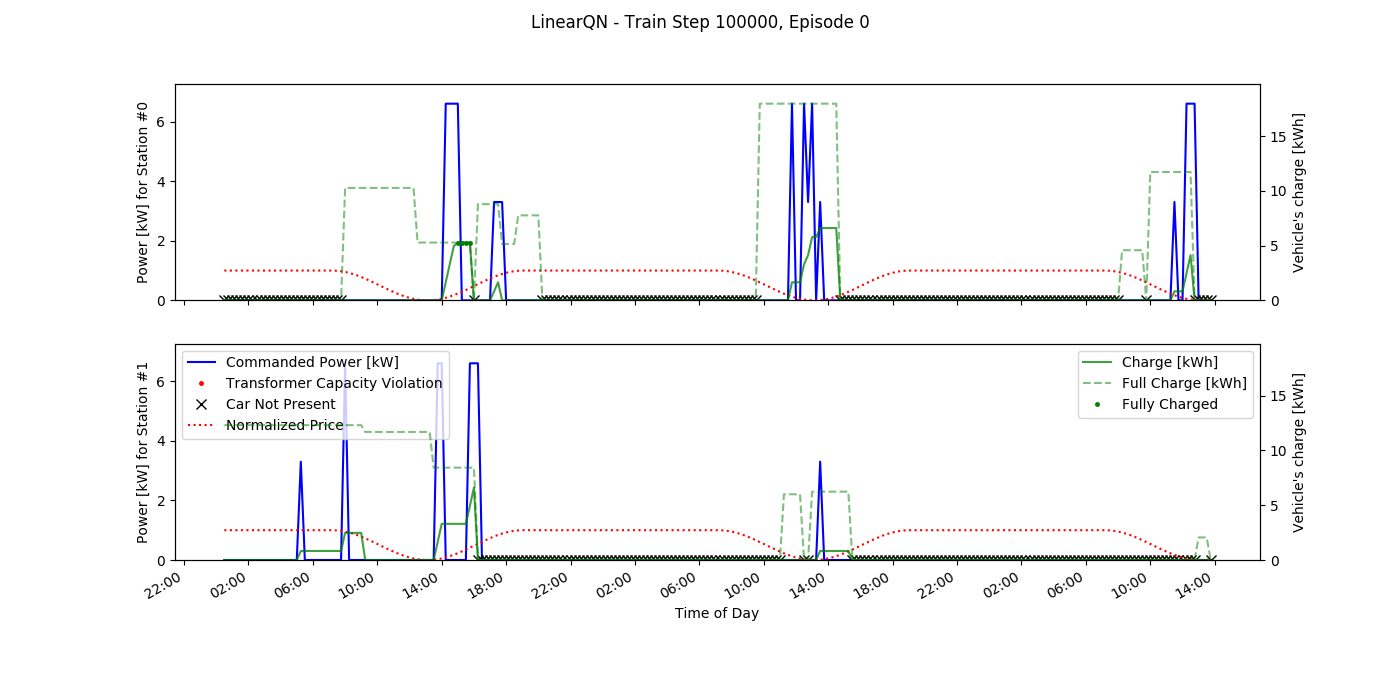 LinearQN - Train Step 100000, Episode 0
Power [kW] for Station #0
6
4
2
0
15
10
5
0
Vehicle's charge [kWh]
Power [kW] for Station #1
6
4
2
0
Commanded Power [kW]
Transformer Capacity Violation
Car Not Present
Normalized Price
Charge [kWh]
Full Charge [kWh]
Fully Charged
15
10
5
0
Vehicle's charge [kWh]
22:00 02:00 06:00 10:00 14:00 18:00 22:00 02:00 06:00 10:00 14:00 18:00 22:00 02:00 06:00 10:00 14:00
Time of Day